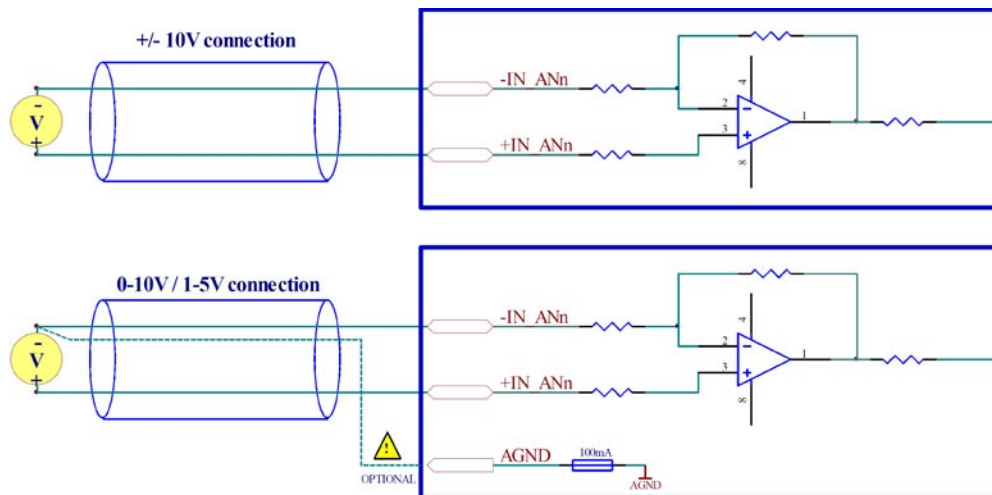 +/- 10V connection
-
V
+
-IN_ANn
+IN_ANn
2
3
4
8
1
-
+
0-10V / 1-5V connection
-
V
+
-IN_ANn
+IN_ANn
2
3
4
8
1
-
+
!
OPTIONAL
AGND
100mA
AGND